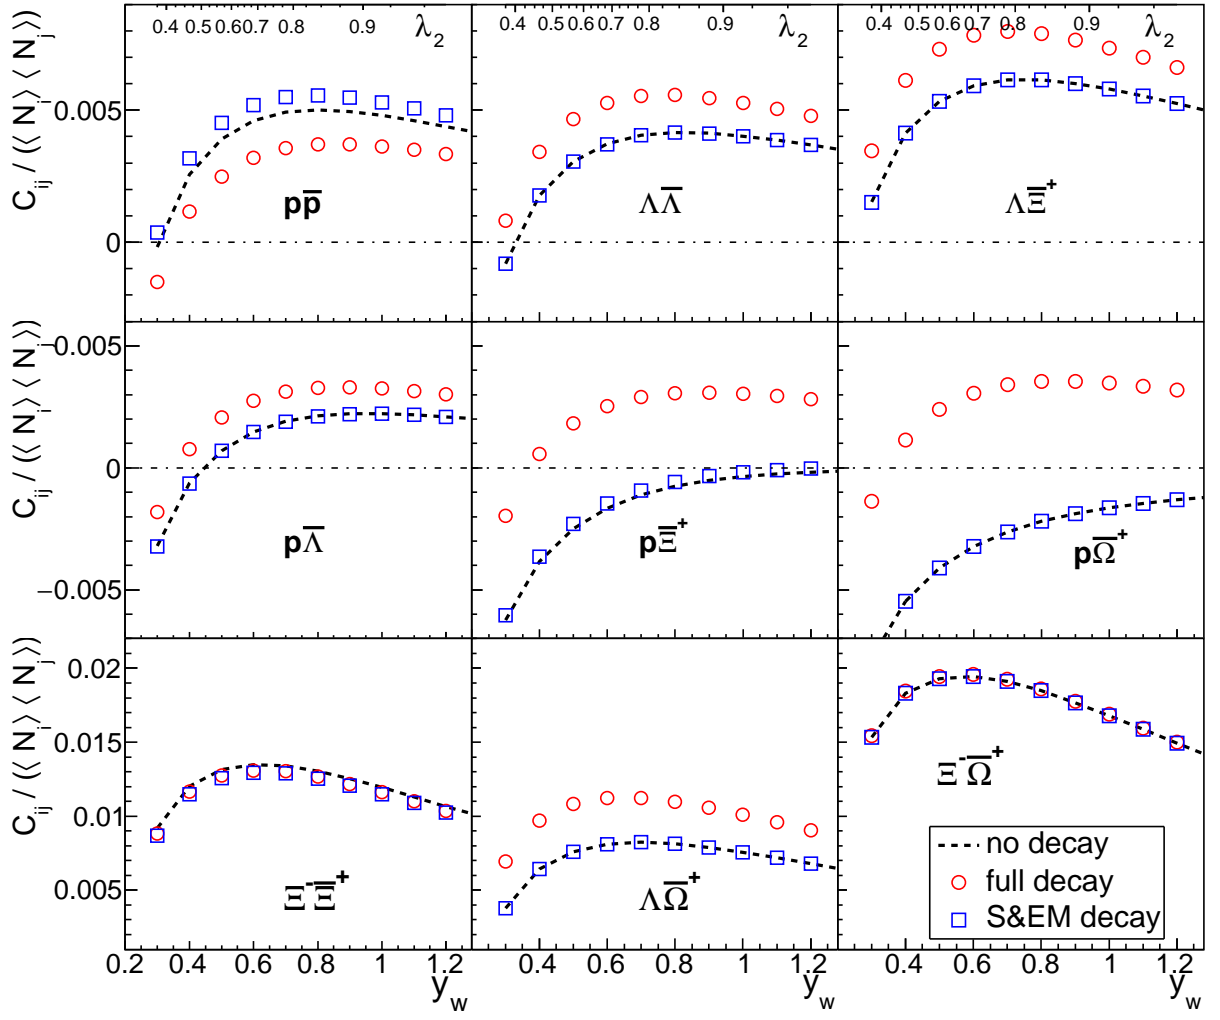 0.4 0.5 0.6 0.7 0.8 0.9 λ₂
0.4 0.5 0.6 0.7 0.8 0.9 λ₂
0.4 0.5 0.6 0.7 0.8 0.9 λ₂
C_ij / (⟨ N_i ⟩ ⟨ N_j ⟩)
0.005
0
pp̅
ΛΛ̅
ΛΞ̅⁺
C_ij / (⟨ N_i ⟩ ⟨ N_j ⟩)
0.005
0
−0.005
pΛ̅
pΞ̅⁺
pΩ̅⁺
C_ij / (⟨ N_i ⟩ ⟨ N_j ⟩)
0.02
0.015
0.01
0.005
Ξ⁻Ξ̅⁺
ΛΩ̅⁺
Ξ⁻Ω̅⁺
no decay
full decay
S&EM decay
0.2 0.4 0.6 0.8 1 1.2
0.4 0.6 0.8 1 1.2
0.4 0.6 0.8 1 1.2
y_w
y_w
y_w